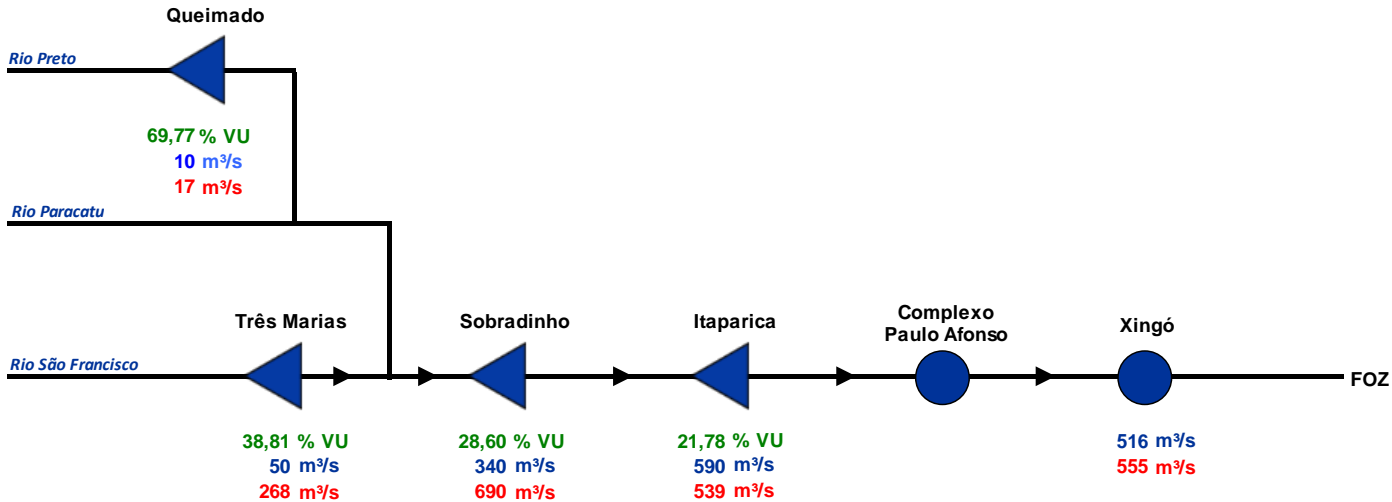 Queimado
Rio Preto
69,77 % VU
10 m³/s
17 m³/s
Rio Paracatu
Três Marias
Sobradinho
Itaparica
Complexo
Paulo Afonso
Xingó
Rio São Francisco
FOZ
38,81 % VU
50 m³/s
268 m³/s
28,60 % VU
340 m³/s
690 m³/s
21,78 % VU
590 m³/s
539 m³/s
516 m³/s
555 m³/s